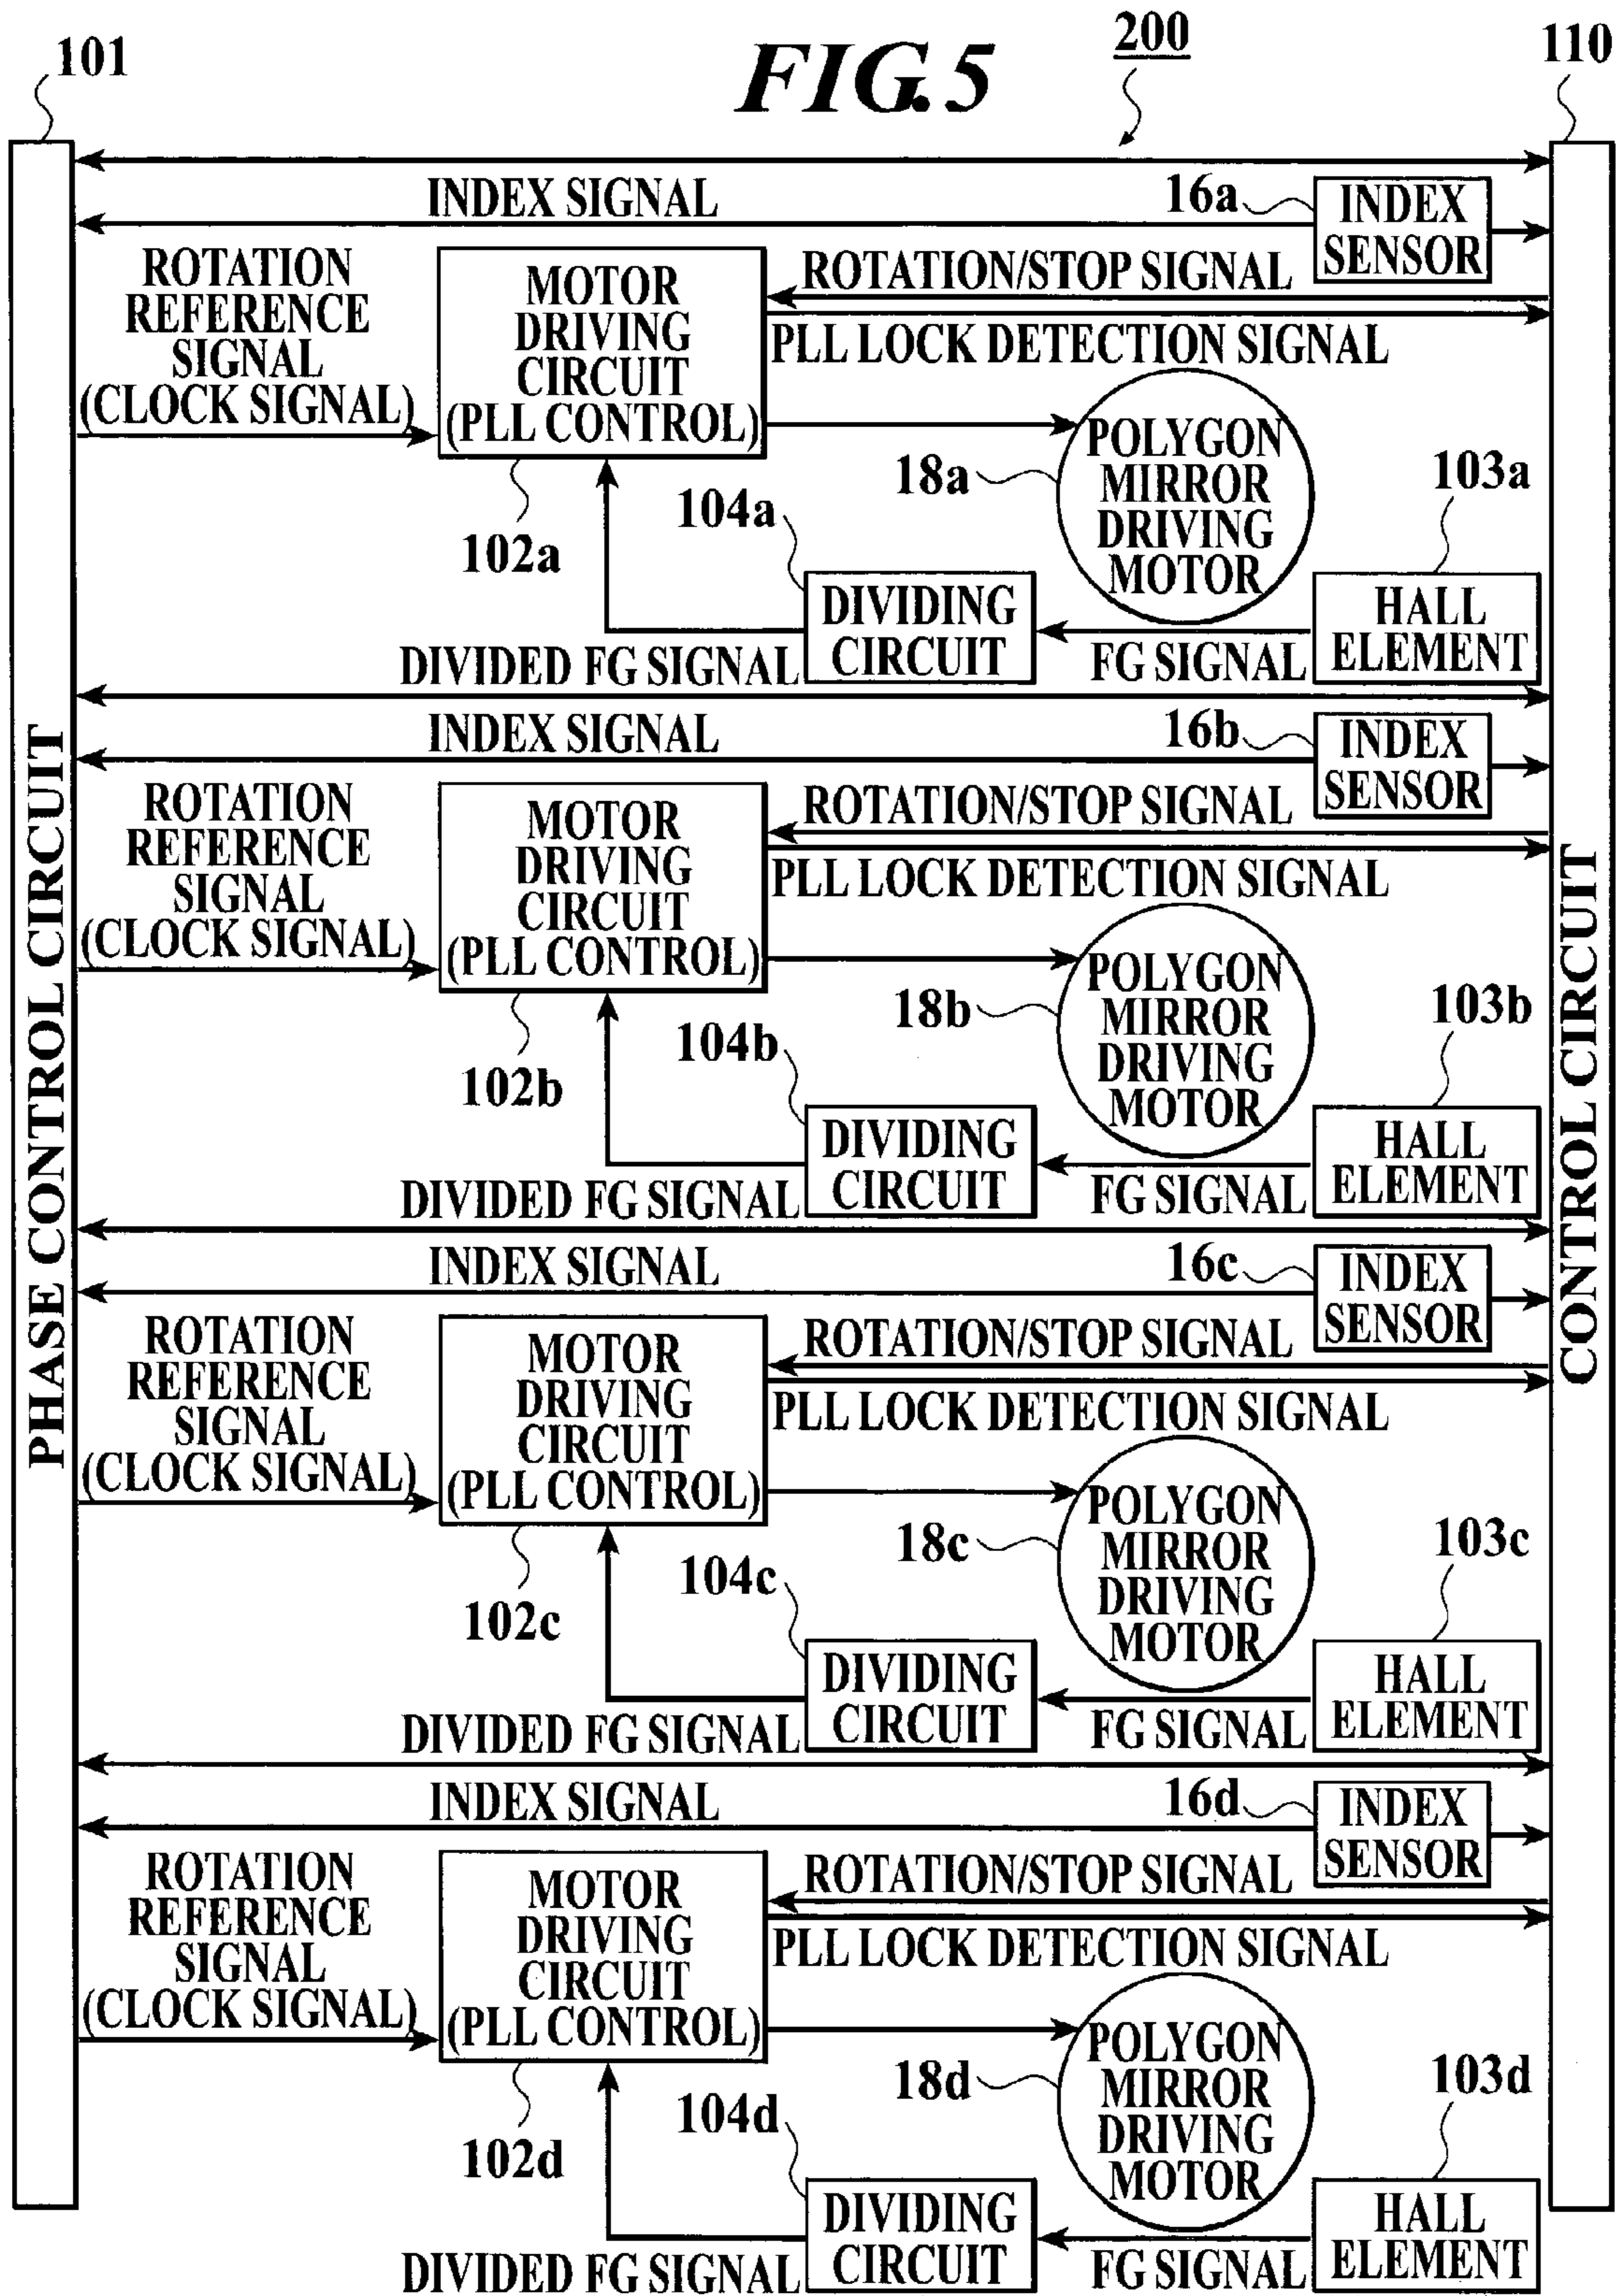 FIG.5
200
101
110
INDEX SIGNAL
16a
INDEX
SENSOR
ROTATION
REFERENCE
SIGNAL
(CLOCK SIGNAL)
MOTOR
DRIVING
CIRCUIT
(PLL CONTROL)
ROTATION/STOP SIGNAL
PLL LOCK DETECTION SIGNAL
102a
18a
POLYGON
MIRROR
DRIVING
MOTOR
103a
104a
DIVIDING
CIRCUIT
HALL
ELEMENT
DIVIDED FG SIGNAL
FG SIGNAL
INDEX SIGNAL
16b
INDEX
SENSOR
ROTATION
REFERENCE
SIGNAL
(CLOCK SIGNAL)
MOTOR
DRIVING
CIRCUIT
(PLL CONTROL)
ROTATION/STOP SIGNAL
PLL LOCK DETECTION SIGNAL
102b
18b
POLYGON
MIRROR
DRIVING
MOTOR
103b
104b
DIVIDING
CIRCUIT
HALL
ELEMENT
DIVIDED FG SIGNAL
FG SIGNAL
PHASE CONTROL CIRCUIT
CONTROL CIRCUIT
INDEX SIGNAL
16c
INDEX
SENSOR
ROTATION
REFERENCE
SIGNAL
(CLOCK SIGNAL)
MOTOR
DRIVING
CIRCUIT
(PLL CONTROL)
ROTATION/STOP SIGNAL
PLL LOCK DETECTION SIGNAL
102c
18c
POLYGON
MIRROR
DRIVING
MOTOR
103c
104c
DIVIDING
CIRCUIT
HALL
ELEMENT
DIVIDED FG SIGNAL
FG SIGNAL
INDEX SIGNAL
16d
INDEX
SENSOR
ROTATION
REFERENCE
SIGNAL
(CLOCK SIGNAL)
MOTOR
DRIVING
CIRCUIT
(PLL CONTROL)
ROTATION/STOP SIGNAL
PLL LOCK DETECTION SIGNAL
102d
18d
POLYGON
MIRROR
DRIVING
MOTOR
103d
104d
DIVIDING
CIRCUIT
HALL
ELEMENT
DIVIDED FG SIGNAL
FG SIGNAL